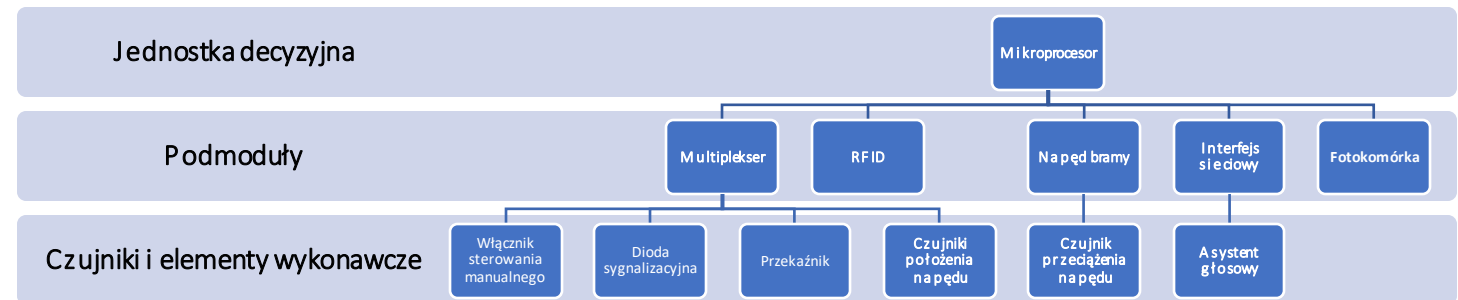 Jednostka decyzyjna
Mikroprocesor
Podmoduły
Multiplekser
RFID
Napęd bramy
Interfejs
sieciowy
Fotokomórka
Czujniki i elementy wykonawcze
Włącznik
sterowania
manualnego
Dioda
sygnalizacyjna
Przekaźnik
Czujniki
położenia
napędu
Czujnik
przeciążenia
napędu
Asystent
głosowy